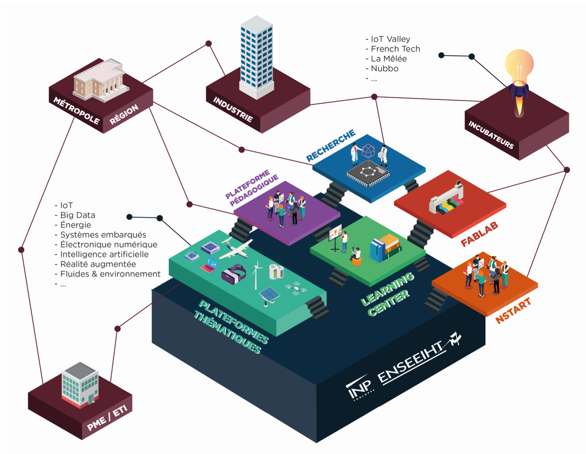 - IoT Valley
- French Tech
- La Mêlée
- Nubbo
- ...
MÉTROPOLE
RÉGION
INDUSTRIE
INCUBATEURS
RECHERCHE
PLATEFORME
PÉDAGOGIQUE
FABLAB
- IoT
- Big Data
- Énergie
- Systèmes embarqués
- Électronique numérique
- Intelligence artificielle
- Réalité augmentée
- Fluides & environnement
- ...
LEARNING
CENTER
NSTART
PLATEFORMES
THÉMATIQUES
INP ENSEEIHT
PME / ETI